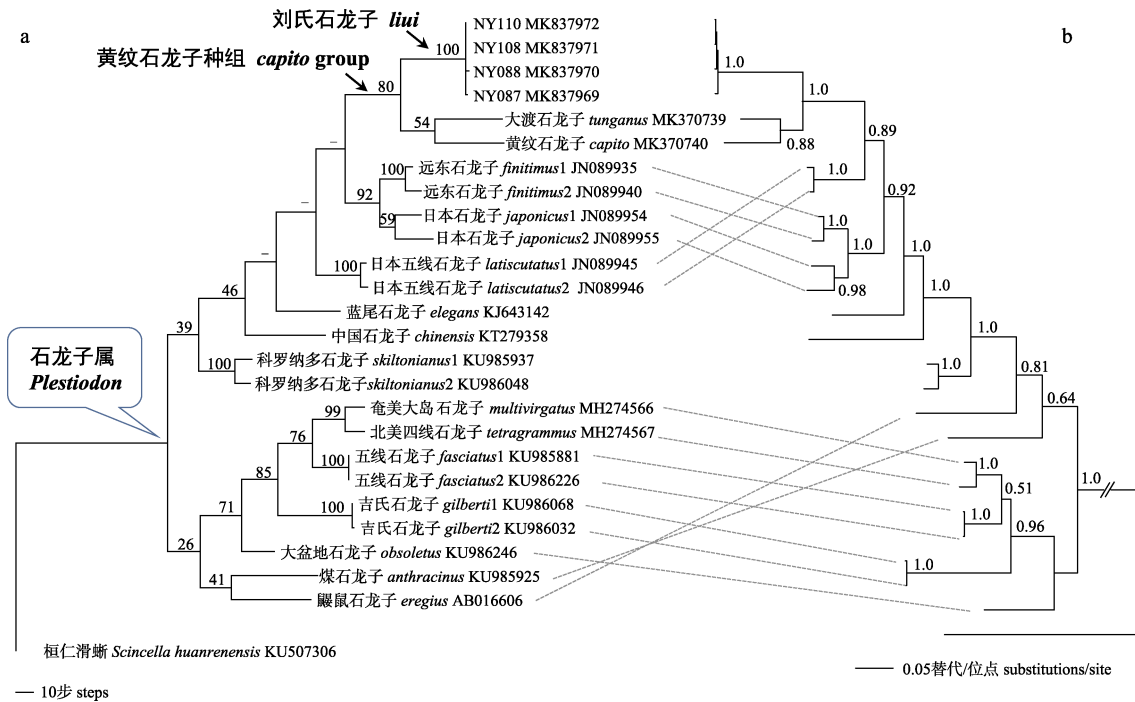 a
b
刘氏石龙子 liui
黄纹石龙子种组 capito group
100
80
54
–
–
–
100
92
59
100
46
39
100
NY110 MK837972
NY108 MK837971
NY088 MK837970
NY087 MK837969
大渡石龙子 tunganus MK370739
黄纹石龙子 capito MK370740
远东石龙子 finitimus1 JN089935
远东石龙子 finitimus2 JN089940
日本石龙子 japonicus1 JN089954
日本石龙子 japonicus2 JN089955
日本五线石龙子 latiscutatus1 JN089945
日本五线石龙子 latiscutatus2 JN089946
蓝尾石龙子 elegans KJ643142
中国石龙子 chinensis KT279358
科罗纳多石龙子 skiltonianus1 KU985937
科罗纳多石龙子skiltonianus2 KU986048
石龙子属
Plestiodon
99
76
100
85
100
71
26
41
奄美大岛石龙子 multivirgatus MH274566
北美四线石龙子 tetragrammus MH274567
五线石龙子 fasciatus1 KU985881
五线石龙子 fasciatus2 KU986226
吉氏石龙子 gilberti1 KU986068
吉氏石龙子 gilberti2 KU986032
大盆地石龙子 obsoletus KU986246
煤石龙子 anthracinus KU985925
鼹鼠石龙子 eregius AB016606
桓仁滑蜥 Scincella huanrenensis KU507306
10步 steps
1.0
1.0
0.88
0.89
1.0
0.92
1.0
1.0
0.98
1.0
1.0
1.0
1.0
0.81
0.64
1.0
0.51
1.0
0.96
1.0
1.0
0.05替代/位点 substitutions/site